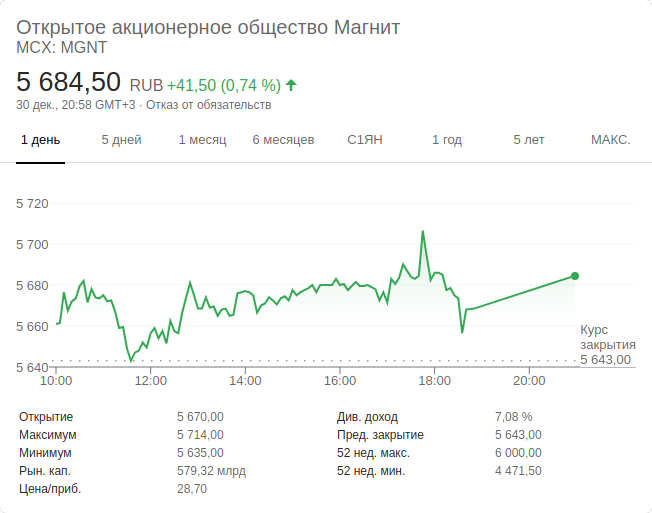 Открытое акционерное общество Магнит
MCX: MGNT
5 684,50 RUB +41,50 (0,74 %)
30 дек., 20:58 GMT+3 · Отказ от обязательств
1 день 5 дней 1 месяц 6 месяцев С1ЯН 1 год 5 лет МАКС.
5 720
5 700
5 680
5 660
5 640
Курс
закрытия
5 643,00
10:00 12:00 14:00 16:00 18:00 20:00
Открытие 5 670,00 Див. доход 7,08 %
Максимум 5 714,00 Пред. закрытие 5 643,00
Минимум 5 635,00 52 нед. макс. 6 000,00
Рын. кап. 579,32 млрд 52 нед. мин. 4 471,50
Цена/приб. 28,70